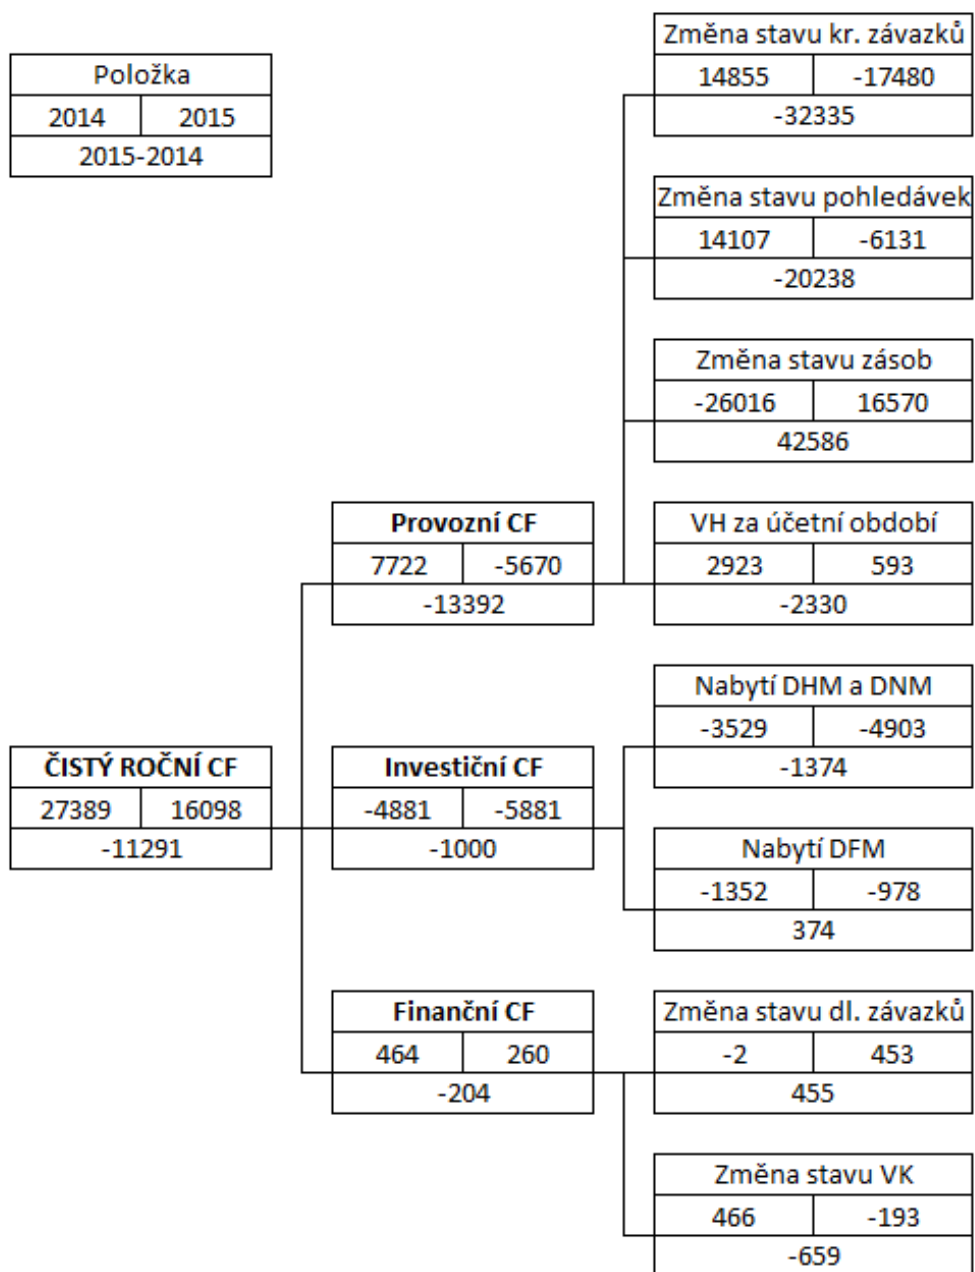 Položka
2014 2015
2015-2014
Změna stavu kr. závazků
14855 -17480
-32335
Změna stavu pohledávek
14107 -6131
-20238
Změna stavu zásob
-26016 16570
42586
Provozní CF
7722 -5670
-13392
VH za účetní období
2923 593
-2330
Nabytí DHM a DNM
-3529 -4903
-1374
ČISTÝ ROČNÍ CF
27389 16098
-11291
Investiční CF
-4881 -5881
-1000
Nabytí DFM
-1352 -978
374
Finanční CF
464 260
-204
Změna stavu dl. závazků
-2 453
455
Změna stavu VK
466 -193
-659